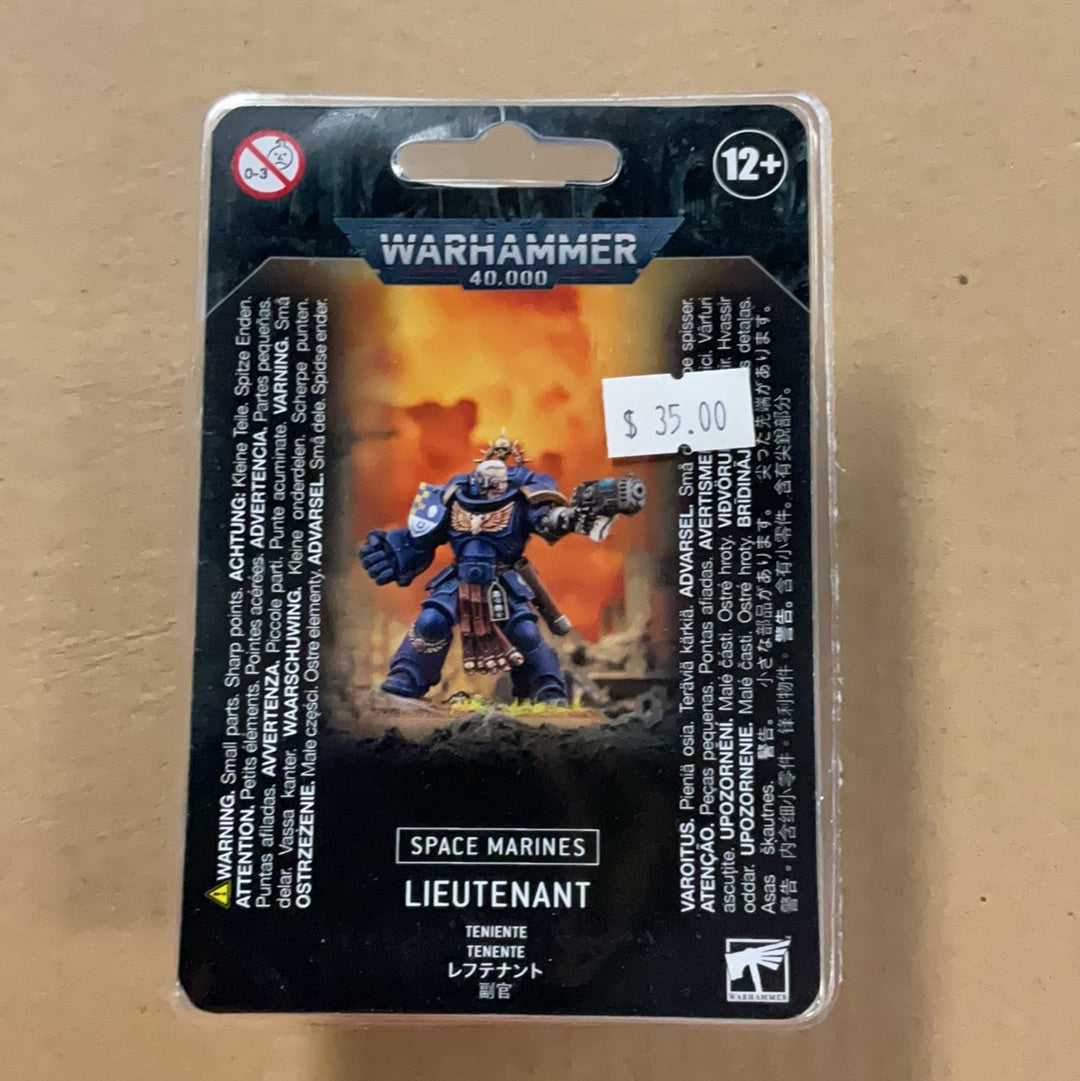 0-3
12+
WARHAMMER
40,000
WARNING. Small parts. Sharp points. ACHTUNG: Kleine Teile. Spitze Enden.
ATTENTION. Petits éléments. Pointes acérées. ADVERTENCIA. Partes pequeñas.
Puntas afiladas. AVVERTENZA. Piccole parti. Punte acuminate. VARNING. Små
delar. Vassa kanter. WAARSCHUWING. Kleine onderdelen. Scherpe punten.
OSTRZEZENIE. Małe części. Ostre elementy. ADVARSEL. Små dele. Spidse ender.
$ 35.00
VAROITUS. Pieniä osia. Teräviä kärkiä. ADVARSEL. Små spisser.
ATENÇÃO. Peças pequenas. Pontas afiadas. AVERTISME Vârfuri
ascuțite. UPOZORNĚNÍ. Malé části. Ostré hroty. VIÐVÖRU Hvassir
oddar. UPOZORNENIE. Malé časti. Ostré hroty. BRĪDINĀJ detaļas.
Asas šķautnes. 警告。 小さな部品があります。 尖った先端があります。
警告。内含细小零件。锋利物件。警告。含有小零件。含有尖銳部分。
SPACE MARINES
LIEUTENANT
TENIENTE
TENENTE
レフテナント
副官
WARHAMMER